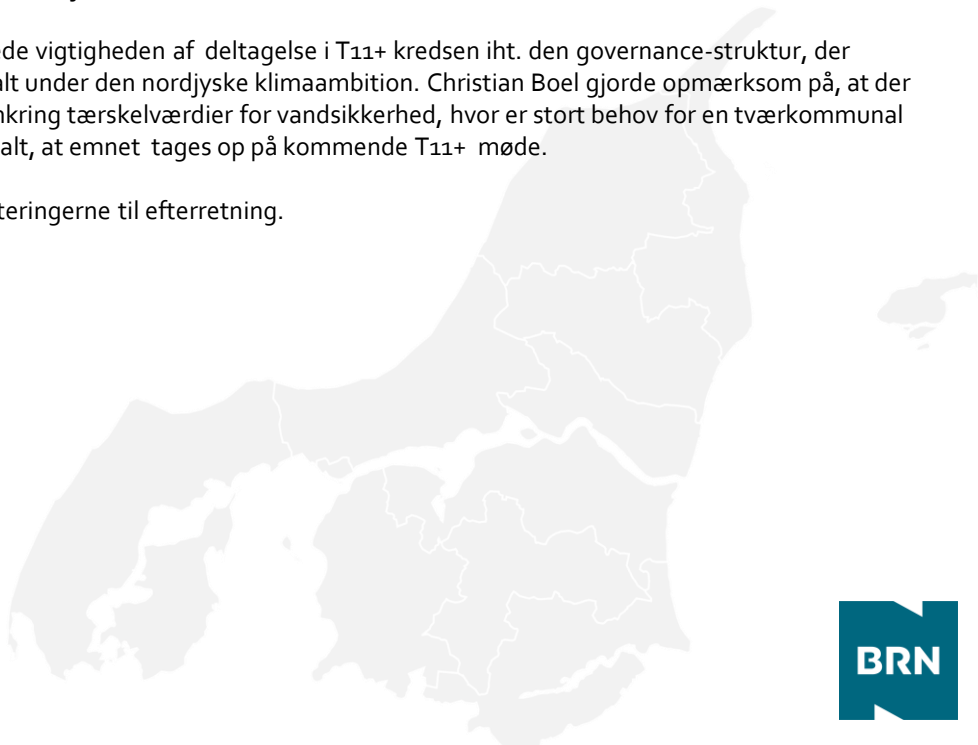 de vigtigheden af deltagelse i T11+ kredsen iht. den governance-struktur, der
alt under den nordjyske klimaambition. Christian Boel gjorde opmærksom på, at der
kring tærskelværdier for vandsikkerhed, hvor er stort behov for en tværkommunal
alt, at emnet tages op på kommende T11+ møde.
teringerne til efterretning.
BRN